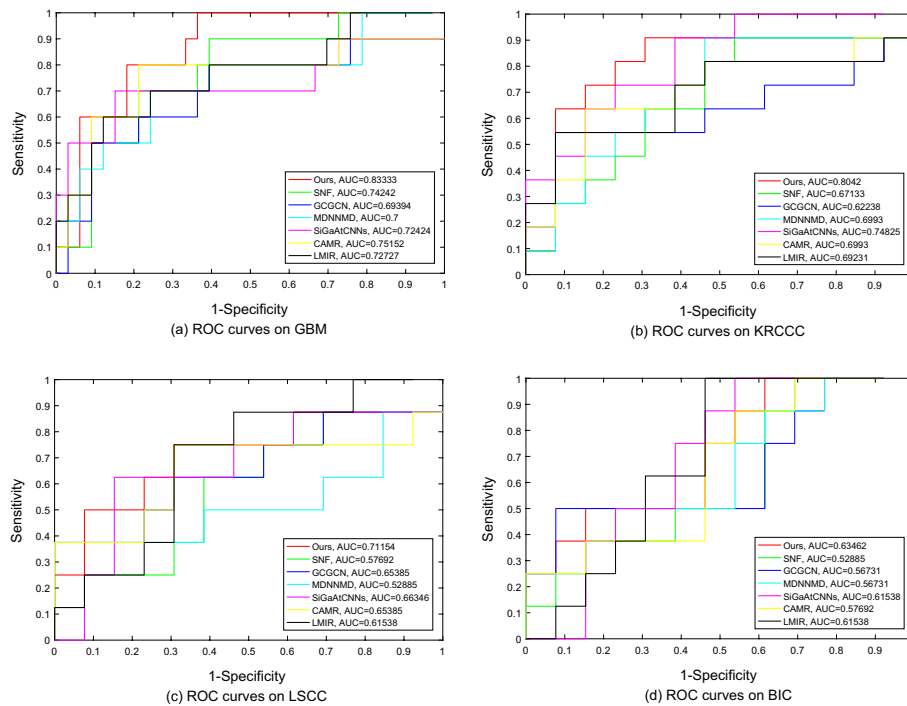 1
0.9
0.8
0.7
0.6
0.5
0.4
0.3
0.2
0.1
0
Sensitivity
Ours, AUC=0.83333
SNF, AUC=0.74242
GCGCN, AUC=0.69394
MDNNMD, AUC=0.7
SiGaAtCNNs, AUC=0.72424
CAMR, AUC=0.75152
LMIR, AUC=0.72727
0 0.1 0.2 0.3 0.4 0.5 0.6 0.7 0.8 0.9 1
1-Specificity
(a) ROC curves on GBM
1
0.9
0.8
0.7
0.6
0.5
0.4
0.3
0.2
0.1
0
Sensitivity
Ours, AUC=0.8042
SNF, AUC=0.67133
GCGCN, AUC=0.62238
MDNNMD, AUC=0.6993
SiGaAtCNNs, AUC=0.74825
CAMR, AUC=0.6993
LMIR, AUC=0.69231
0 0.1 0.2 0.3 0.4 0.5 0.6 0.7 0.8 0.9
1-Specificity
(b) ROC curves on KRCCC
1
0.9
0.8
0.7
0.6
0.5
0.4
0.3
0.2
0.1
0
Sensitivity
Ours, AUC=0.71154
SNF, AUC=0.57692
GCGCN, AUC=0.65385
MDNNMD, AUC=0.52885
SiGaAtCNNs, AUC=0.66346
CAMR, AUC=0.65385
LMIR, AUC=0.61538
0 0.1 0.2 0.3 0.4 0.5 0.6 0.7 0.8 0.9 1
1-Specificity
(c) ROC curves on LSCC
1
0.9
0.8
0.7
0.6
0.5
0.4
0.3
0.2
0.1
0
Sensitivity
Ours, AUC=0.63462
SNF, AUC=0.52885
GCGCN, AUC=0.56731
MDNNMD, AUC=0.56731
SiGaAtCNNs, AUC=0.61538
CAMR, AUC=0.57692
LMIR, AUC=0.61538
0 0.1 0.2 0.3 0.4 0.5 0.6 0.7 0.8 0.9
1-Specificity
(d) ROC curves on BIC